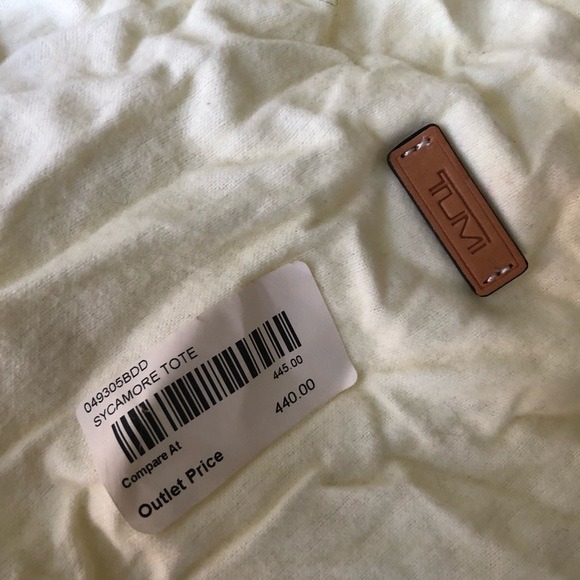 TUMI
049305BDD
SYCAMORE TOTE
Compare At 445.00
Outlet Price 440.00